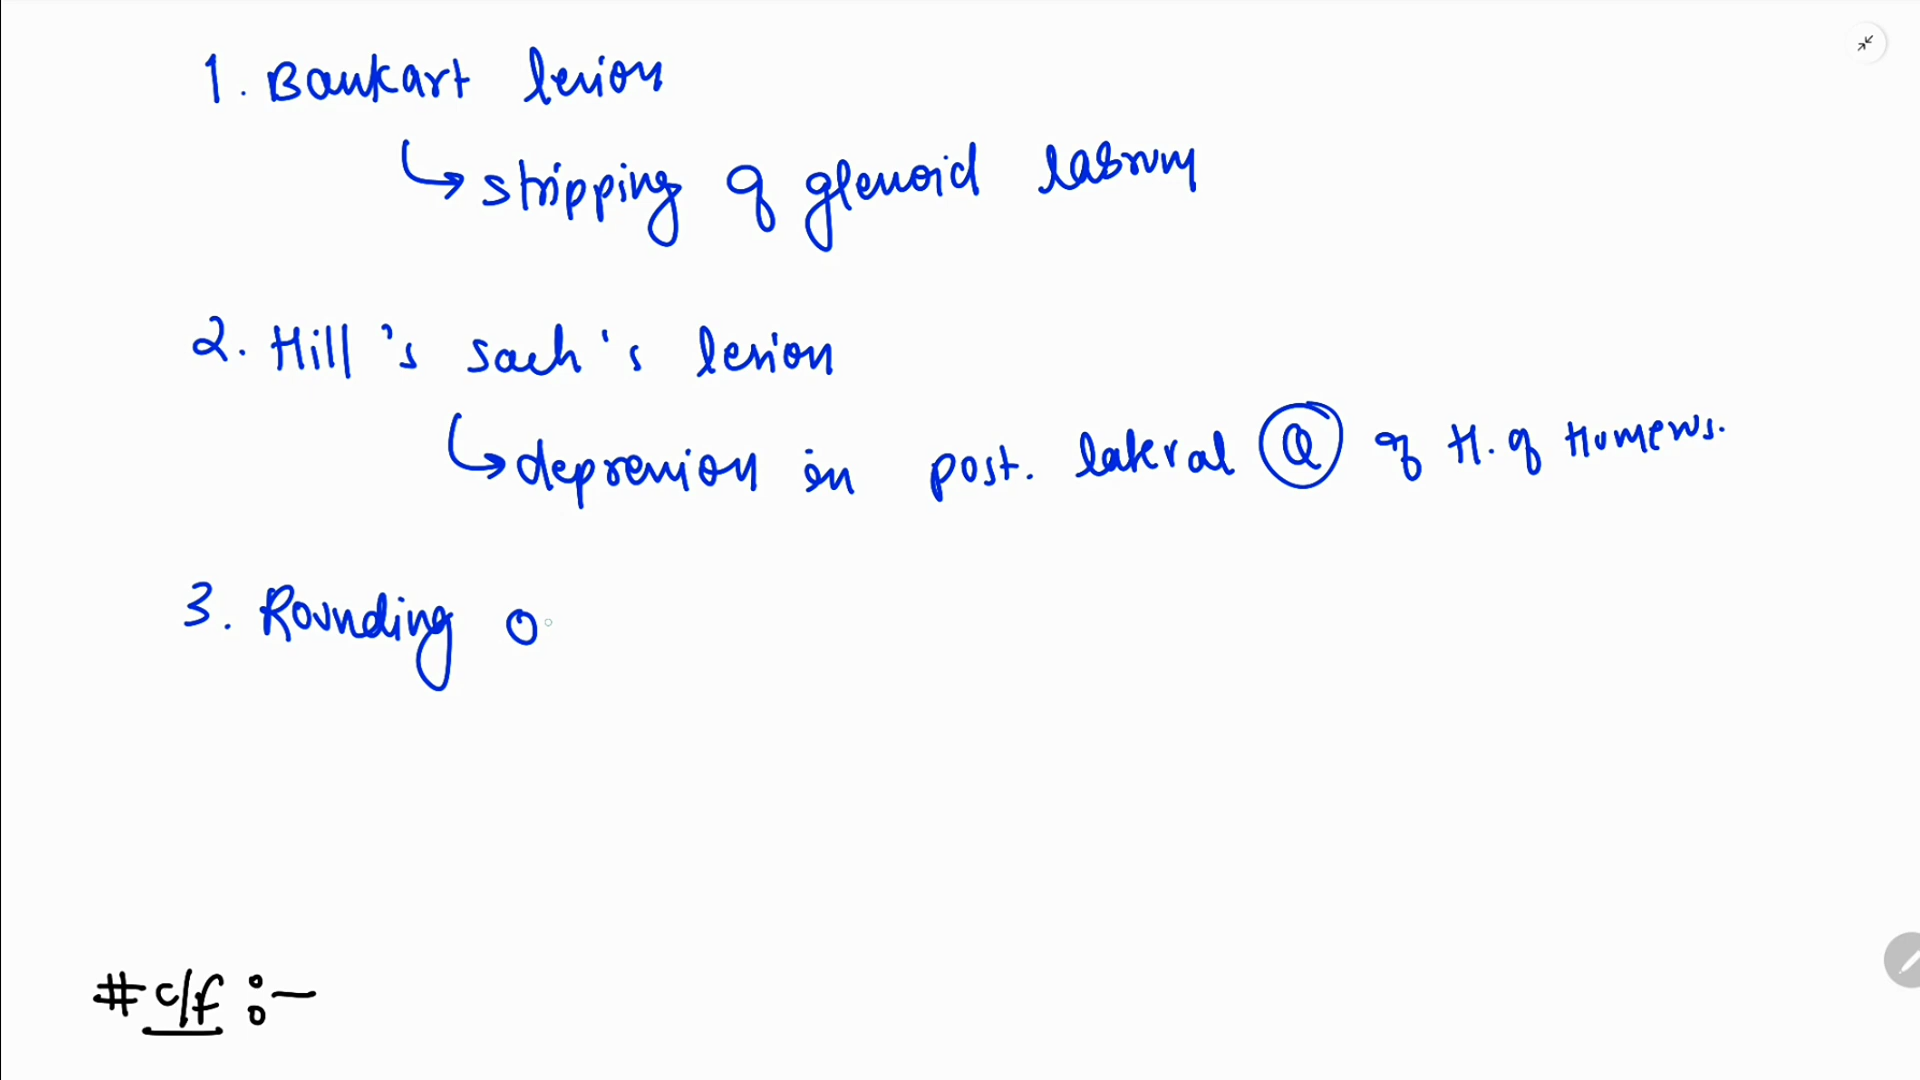 1. Bankart lesion
↳ stripping of glenoid labrum
2. Hill's sach's lesion
↳ depression in post. lateral Q of H. of Humerus.
3. Rounding o
# c/f :-